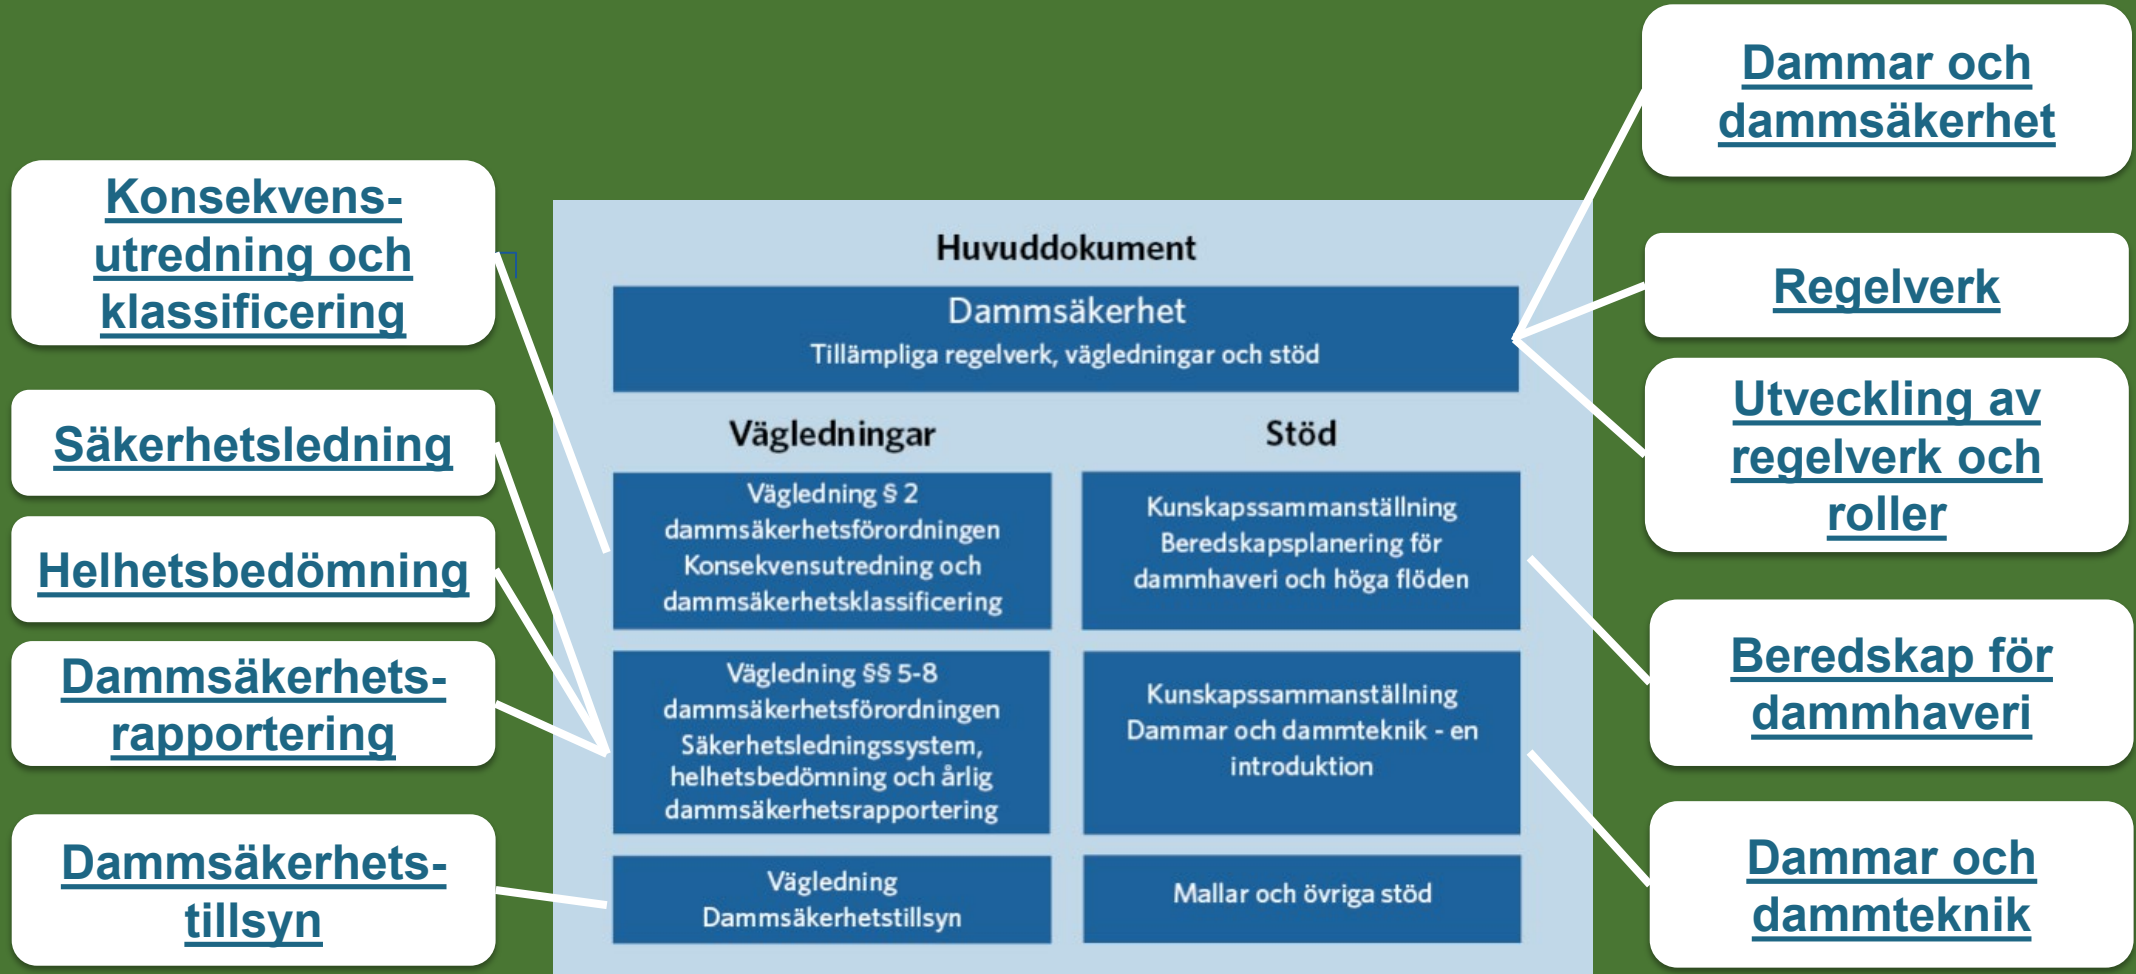 Konsekvens-
utredning och
klassificering
Säkerhetsledning
Helhetsbedömning
Dammsäkerhets-
rapportering
Dammsäkerhets-
tillsyn
Huvuddokument
Dammsäkerhet
Tillämpliga regelverk, vägledningar och stöd
Vägledningar
Vägledning § 2
dammsäkerhetsförordningen
Konsekvensutredning och
dammsäkerhetsklassificering
Vägledning §§ 5-8
dammsäkerhetsförordningen
Säkerhetsledningssystem,
helhetsbedömning och årlig
dammsäkerhetsrapportering
Vägledning
Dammsäkerhetstillsyn
Stöd
Kunskapssammanställning
Beredskapsplanering för
dammhaveri och höga flöden
Kunskapssammanställning
Dammar och dammteknik - en
introduktion
Mallar och övriga stöd
Dammar och
dammsäkerhet
Regelverk
Utveckling av
regelverk och
roller
Beredskap för
dammhaveri
Dammar och
dammteknik